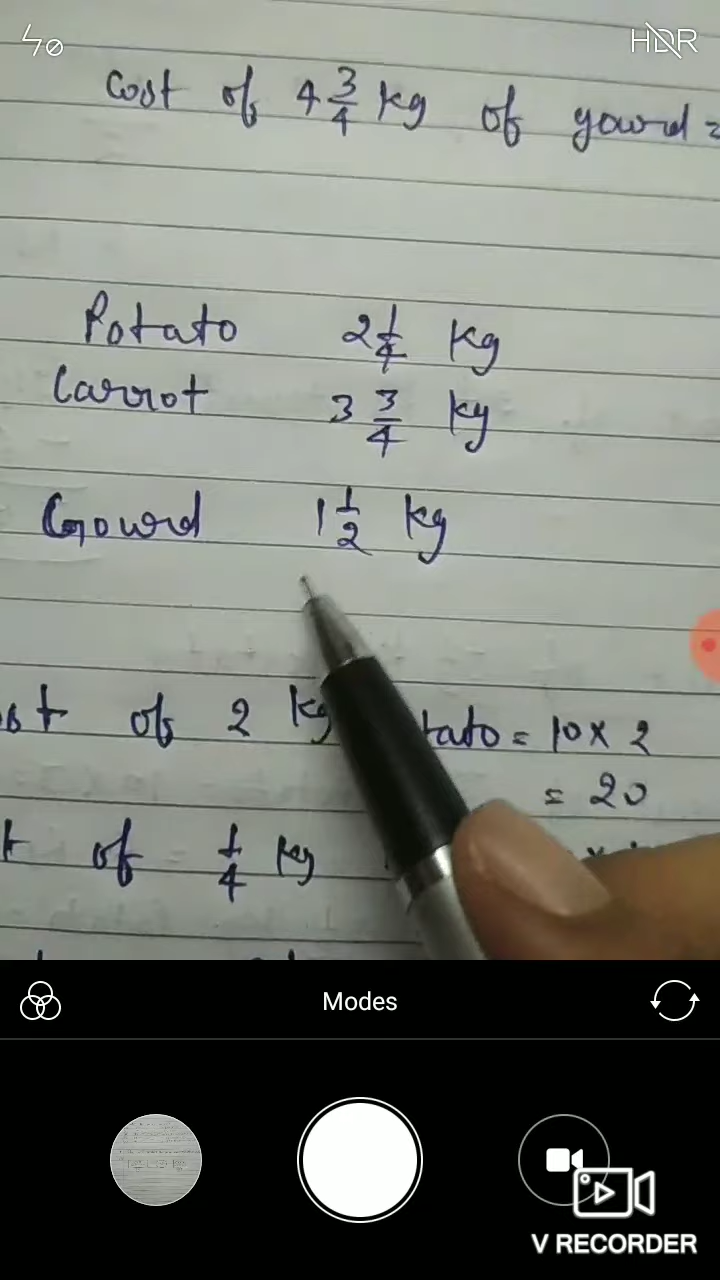 HDR
Cost of 4 3/4 kg of gourd =
Potato 2 1/4 kg
Carrot 3 3/4 kg
Gourd 1 1/2 kg
of 2 kg = 10 × 2
= 20
of 1/4 kg
Modes
V RECORDER